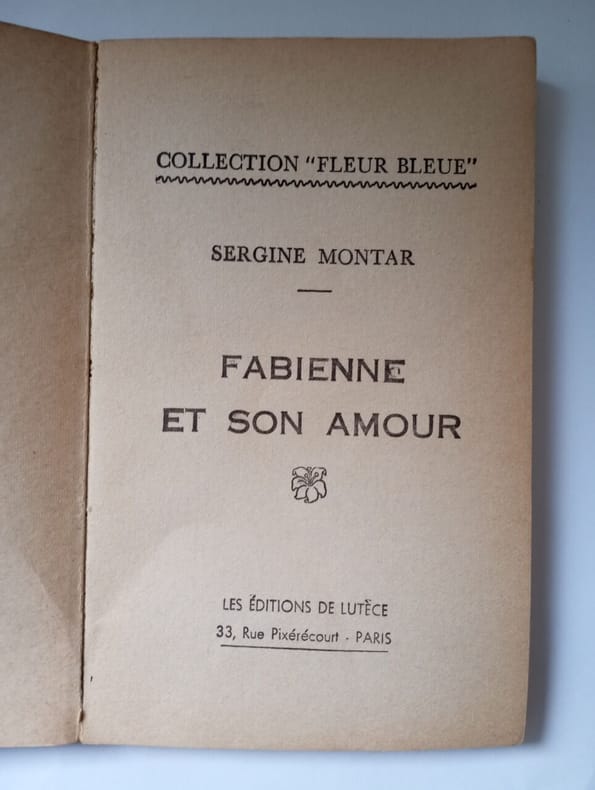 COLLECTION "FLEUR BLEUE"
SERGINE MONTAR
FABIENNE
ET SON AMOUR
LES ÉDITIONS DE LUTÈCE
33, Rue Pixérécourt - PARIS